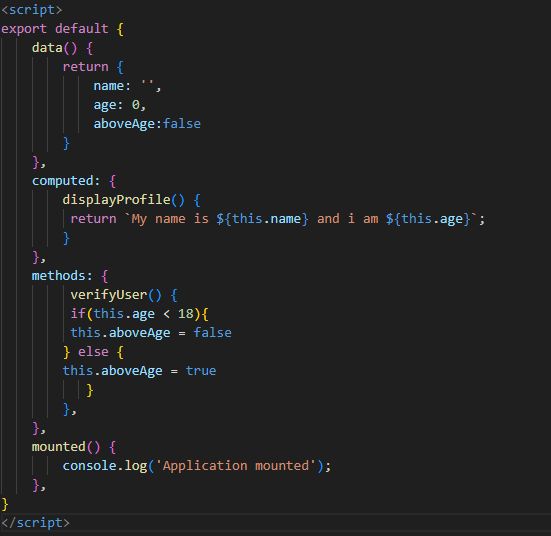 <script>
export default {
    data() {
        return {
            name: '',
            age: 0,
            aboveAge:false
        }
    },
    computed: {
        displayProfile() {
         return `My name is ${this.name} and i am ${this.age}`;
        }
    },
    methods: {
         verifyUser() {
         if(this.age < 18){
         this.aboveAge = false
        } else {
        this.aboveAge = true
           }
        },
    },
    mounted() {
        console.log('Application mounted');
    },
}
</script>